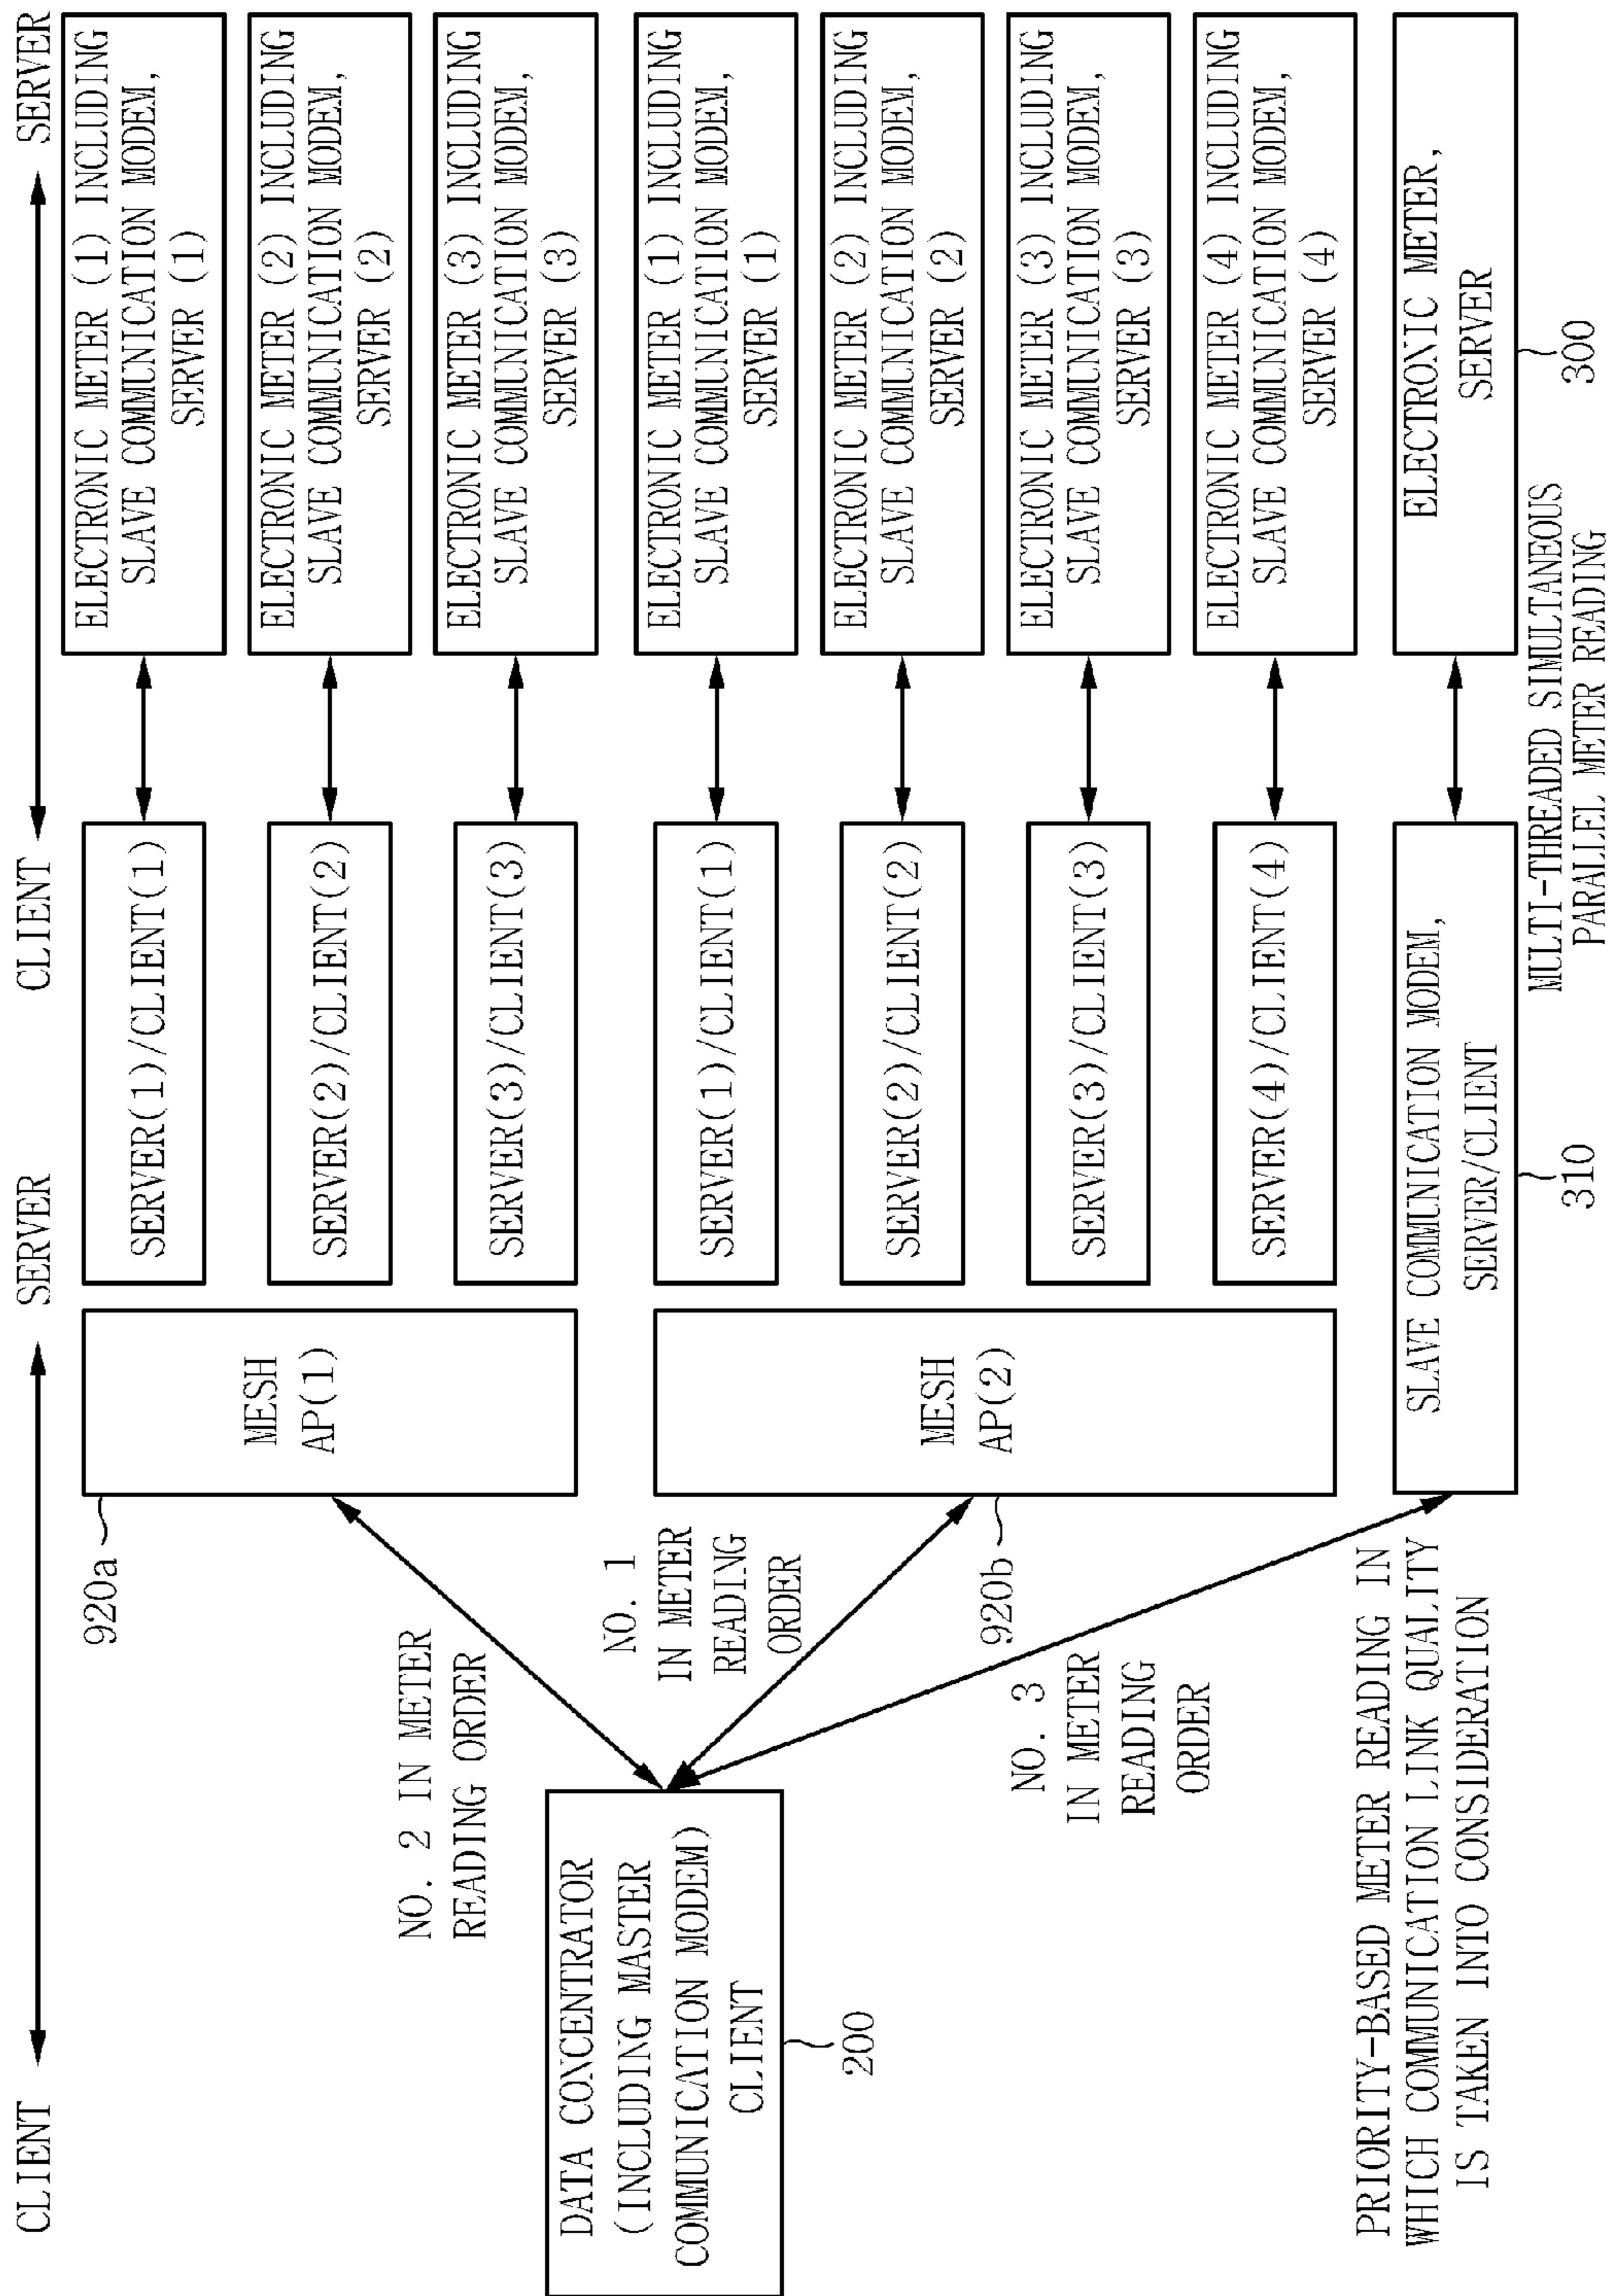 CLIENT
SERVER
CLIENT
SERVER
DATA CONCENTRATOR
(INCLUDING MASTER
COMMUNICATION MODEM)
CLIENT
200
NO. 2 IN METER
READING ORDER
NO. 1
IN METER
READING
ORDER
NO. 3
IN METER
READING
ORDER
920a
MESH
AP(1)
920b
MESH
AP(2)
SERVER(1)/CLIENT(1)
SERVER(2)/CLIENT(2)
SERVER(3)/CLIENT(3)
SERVER(1)/CLIENT(1)
SERVER(2)/CLIENT(2)
SERVER(3)/CLIENT(3)
SERVER(4)/CLIENT(4)
SLAVE COMMUNICATION MODEM,
SERVER/CLIENT
310
ELECTRONIC METER (1) INCLUDING
SLAVE COMMUNICATION MODEM,
SERVER (1)
ELECTRONIC METER (2) INCLUDING
SLAVE COMMUNICATION MODEM,
SERVER (2)
ELECTRONIC METER (3) INCLUDING
SLAVE COMMUNICATION MODEM,
SERVER (3)
ELECTRONIC METER (1) INCLUDING
SLAVE COMMUNICATION MODEM,
SERVER (1)
ELECTRONIC METER (2) INCLUDING
SLAVE COMMUNICATION MODEM,
SERVER (2)
ELECTRONIC METER (3) INCLUDING
SLAVE COMMUNICATION MODEM,
SERVER (3)
ELECTRONIC METER (4) INCLUDING
SLAVE COMMUNICATION MODEM,
SERVER (4)
ELECTRONIC METER,
SERVER
300
PRIORITY-BASED METER READING IN
WHICH COMMUNICATION LINK QUALITY
IS TAKEN INTO CONSIDERATION
MULTI-THREADED SIMULTANEOUS
PARALLEL METER READING